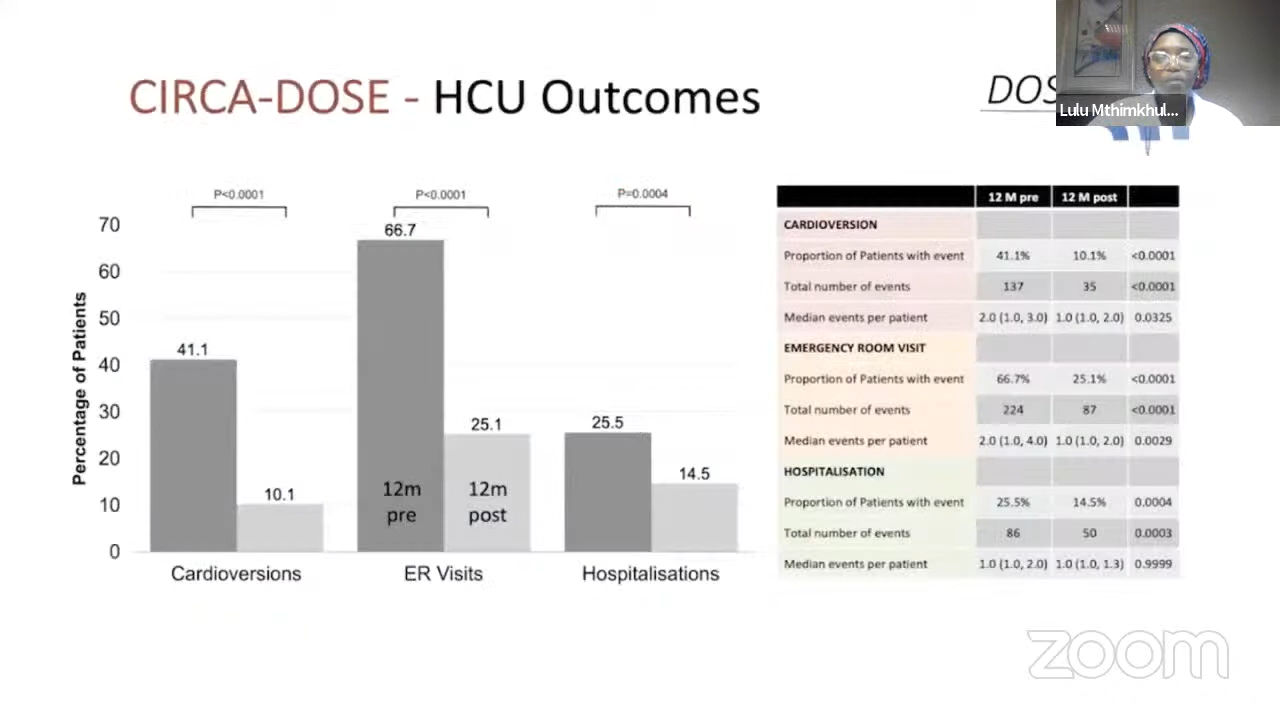 CIRCA-DOSE - HCU Outcomes
DOS
Lulu Mthimkhul...
P<0.0001
P<0.0001
P=0.0004
Percentage of Patients
70
60
50
40
30
20
10
0
41.1
10.1
66.7
25.1
25.5
14.5
12m pre
12m post
Cardioversions
ER Visits
Hospitalisations
12 M pre 12 M post
CARDIOVERSION
Proportion of Patients with event 41.1% 10.1% <0.0001
Total number of events 137 35 <0.0001
Median events per patient 2.0 (1.0, 3.0) 1.0 (1.0, 2.0) 0.0325
EMERGENCY ROOM VISIT
Proportion of Patients with event 66.7% 25.1% <0.0001
Total number of events 224 87 <0.0001
Median events per patient 2.0 (1.0, 4.0) 1.0 (1.0, 2.0) 0.0029
HOSPITALISATION
Proportion of Patients with event 25.5% 14.5% 0.0004
Total number of events 86 50 0.0003
Median events per patient 1.0 (1.0, 2.0) 1.0 (1.0, 1.3) 0.9999
zoom